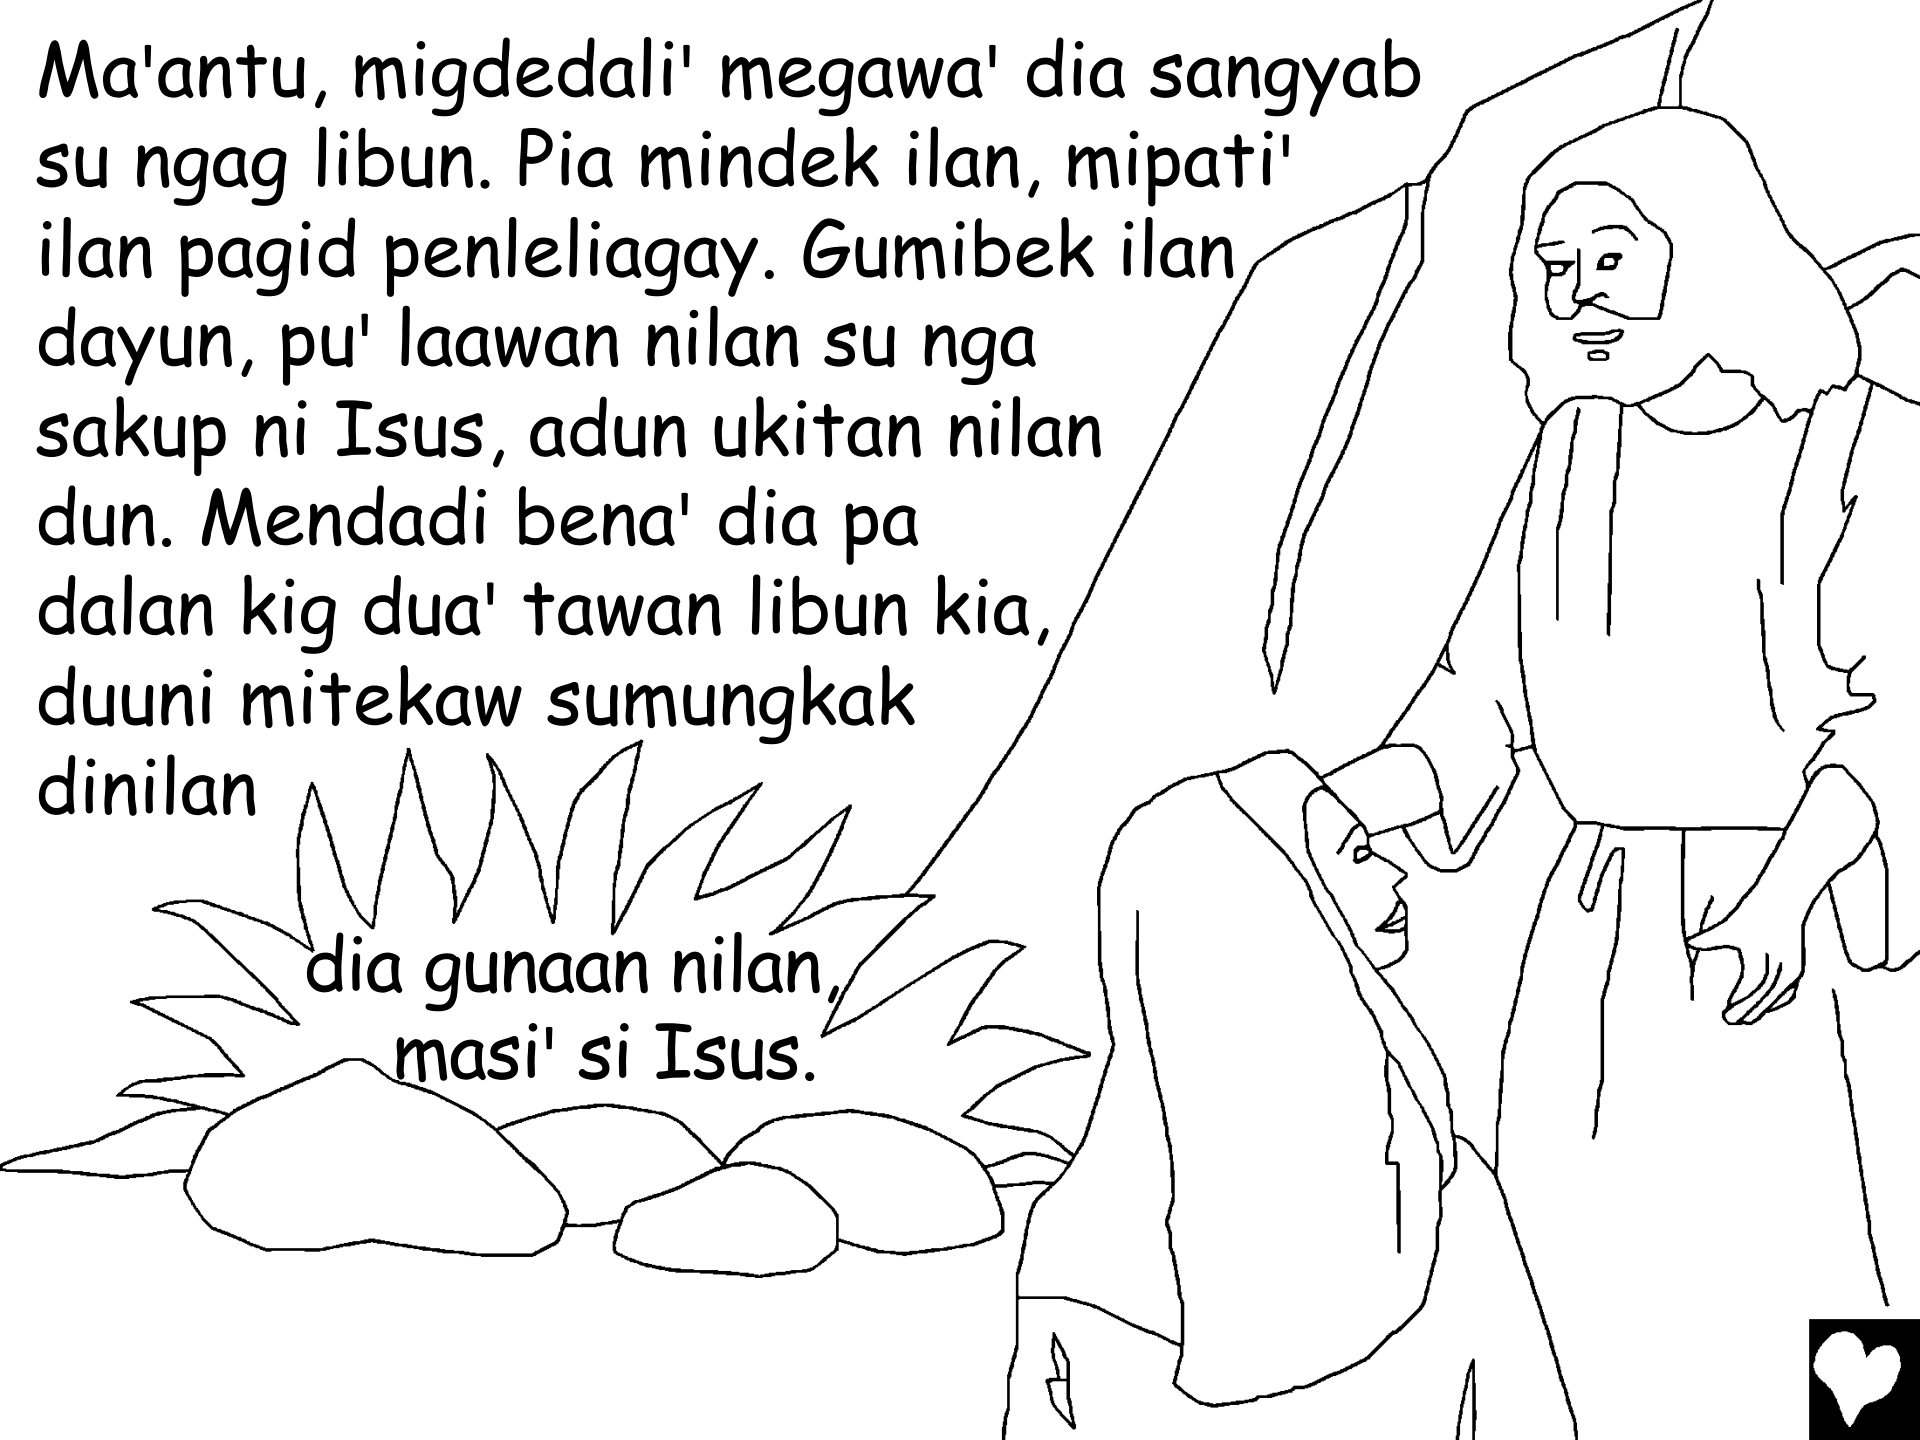 Ma'antu, migdedali' megawa' dia sangyab
su ngag libun. Pia mindek ilan, mipati'
ilan pagid penleliagay. Gumibek ilan
dayun, pu' laawan nilan su nga
sakup ni Isus, adun ukitan nilan
dun. Mendadi bena' dia pa
dalan kig dua' tawan libun kia,
duuni mitekaw sumungkak
dinilan
dia gunaan nilan,
masi' si Isus.